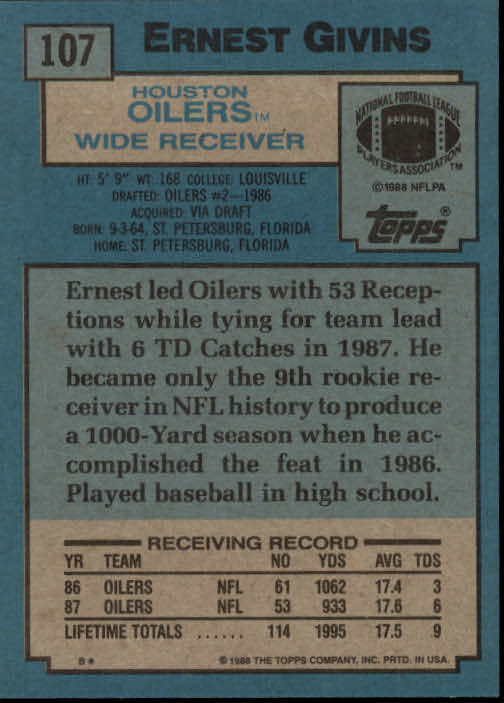 107
ERNEST GIVINS
HOUSTON
OILERS TM
WIDE RECEIVER
NATIONAL FOOTBALL LEAGUE
PLAYERS ASSOCIATION TM
© 1988 NFLPA
Topps®
HT: 5' 9" WT: 168 COLLEGE: LOUISVILLE
DRAFTED: OILERS #2—1986
ACQUIRED: VIA DRAFT
BORN: 9-3-64, ST. PETERSBURG, FLORIDA
HOME: ST. PETERSBURG, FLORIDA
Ernest led Oilers with 53 Recep-
tions while tying for team lead
with 6 TD Catches in 1987. He
became only the 9th rookie re-
ceiver in NFL history to produce
a 1000-Yard season when he ac-
complished the feat in 1986.
Played baseball in high school.
RECEIVING RECORD
YR TEAM NO YDS AVG TDS
86 OILERS NFL 61 1062 17.4 3
87 OILERS NFL 53 933 17.6 6
LIFETIME TOTALS ...... 114 1995 17.5 9
B* © 1988 THE TOPPS COMPANY, INC. PRTD. IN USA.